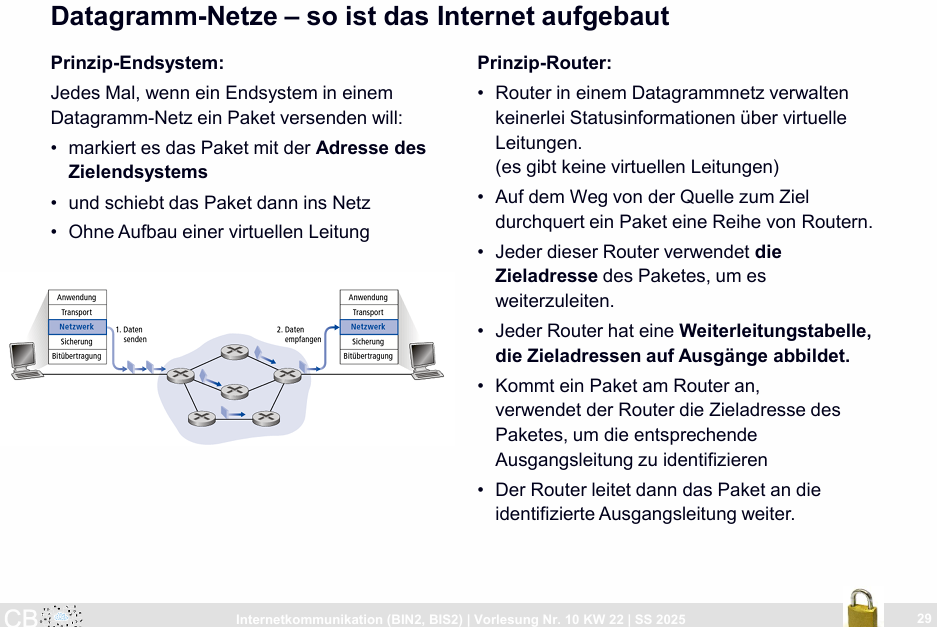 Datagramm-Netze – so ist das Internet aufgebaut
Prinzip-Endsystem:
Jedes Mal, wenn ein Endsystem in einem
Datagramm-Netz ein Paket versenden will:
• markiert es das Paket mit der Adresse des
Zielendsystems
• und schiebt das Paket dann ins Netz
• Ohne Aufbau einer virtuellen Leitung
Anwendung
Transport
Netzwerk
Sicherung
Bitübertragung
1. Daten
senden
2. Daten
empfangen
Anwendung
Transport
Netzwerk
Sicherung
Bitübertragung
Prinzip-Router:
• Router in einem Datagrammnetz verwalten
keinerlei Statusinformationen über virtuelle
Leitungen.
(es gibt keine virtuellen Leitungen)
• Auf dem Weg von der Quelle zum Ziel
durchquert ein Paket eine Reihe von Routern.
• Jeder dieser Router verwendet die
Zieladresse des Paketes, um es
weiterzuleiten.
• Jeder Router hat eine Weiterleitungstabelle,
die Zieladressen auf Ausgänge abbildet.
• Kommt ein Paket am Router an,
verwendet der Router die Zieladresse des
Paketes, um die entsprechende
Ausgangsleitung zu identifizieren
• Der Router leitet dann das Paket an die
identifizierte Ausgangsleitung weiter.
CB
Internetkommunikation (BIN2, BIS2) | Vorlesung Nr. 10 KW 22 | SS 2025
29